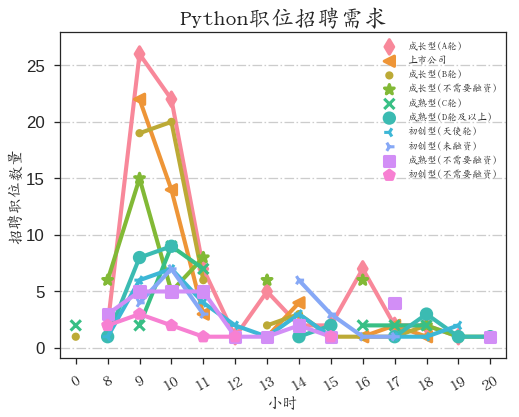 Python职位招聘需求
招聘职位数量
25
20
15
10
5
0
成长型(A轮)
上市公司
成长型(B轮)
成长型(不需要融资)
成熟型(C轮)
成熟型(D轮及以上)
初创型(天使轮)
初创型(未融资)
成熟型(不需要融资)
初创型(不需要融资)
0 8 9 10 11 12 13 14 15 16 17 18 19 20
小时